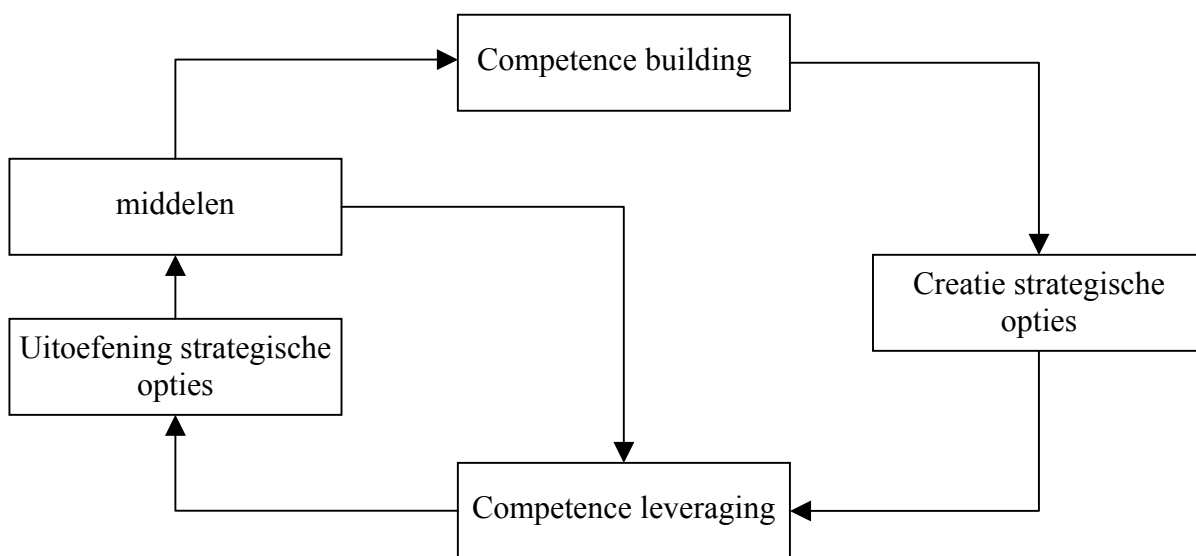 Competence building
middelen
Creatie strategische
opties
Uitoefening strategische
opties
Competence leveraging